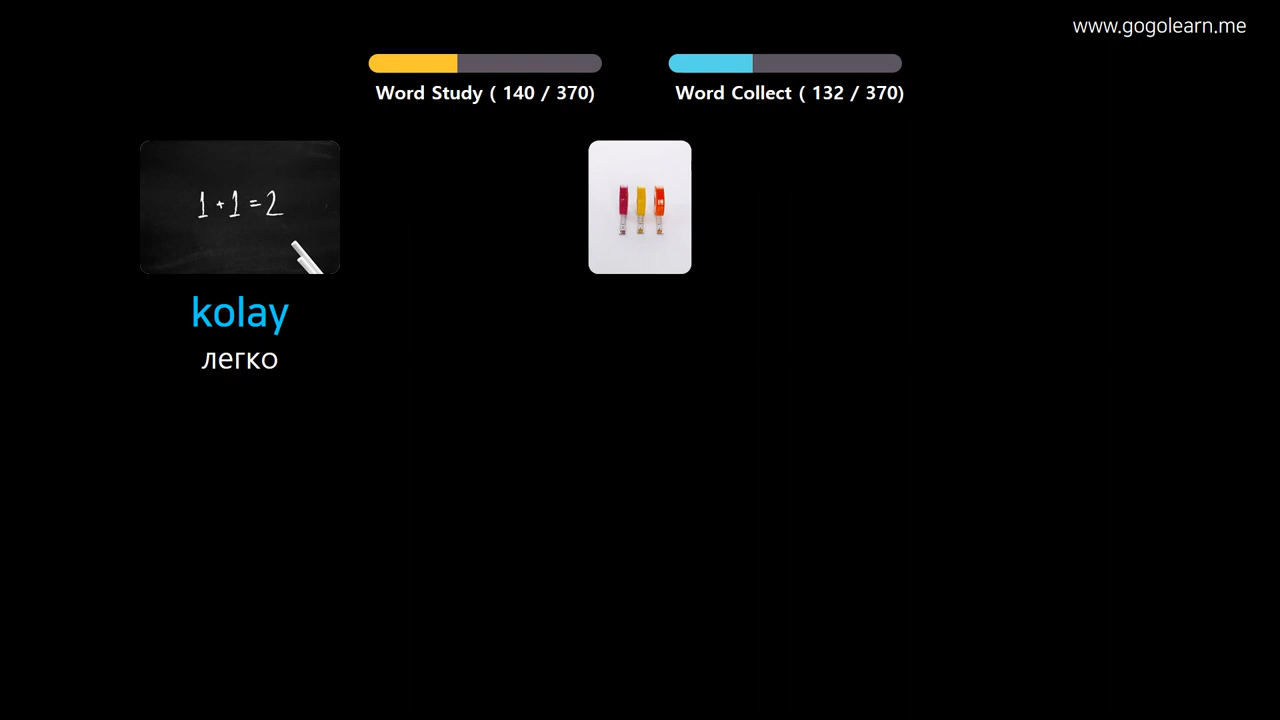 www.gogolearn.me
Word Study ( 140 / 370)
Word Collect ( 132 / 370)
1+1=2
kolay
легко